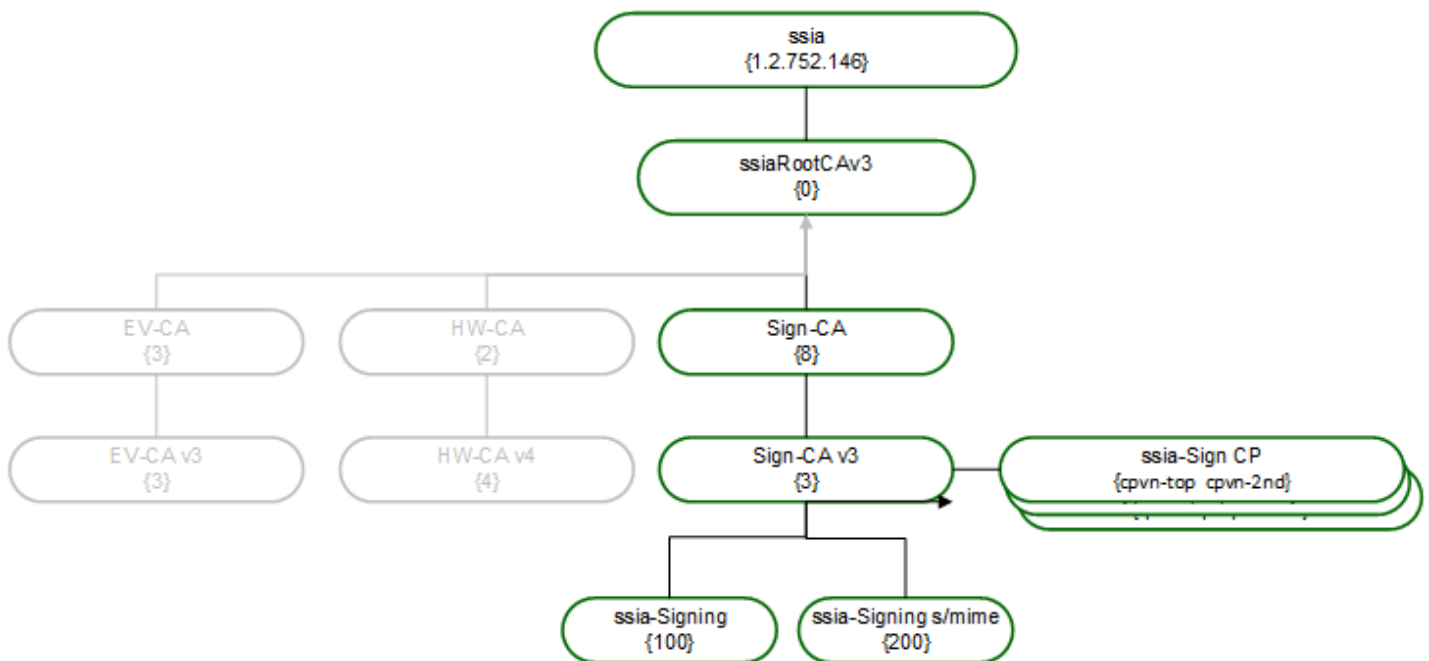 ssia
{1.2.752.146}
ssiaRootCAv3
{0}
EV-CA
{3}
HW-CA
{2}
Sign-CA
{8}
EV-CA v3
{3}
HW-CA v4
{4}
Sign-CA v3
{3}
ssia-Sign CP
{cpvn-top cpvn-2nd}
ssia-Signing
{100}
ssia-Signing s/mime
{200}